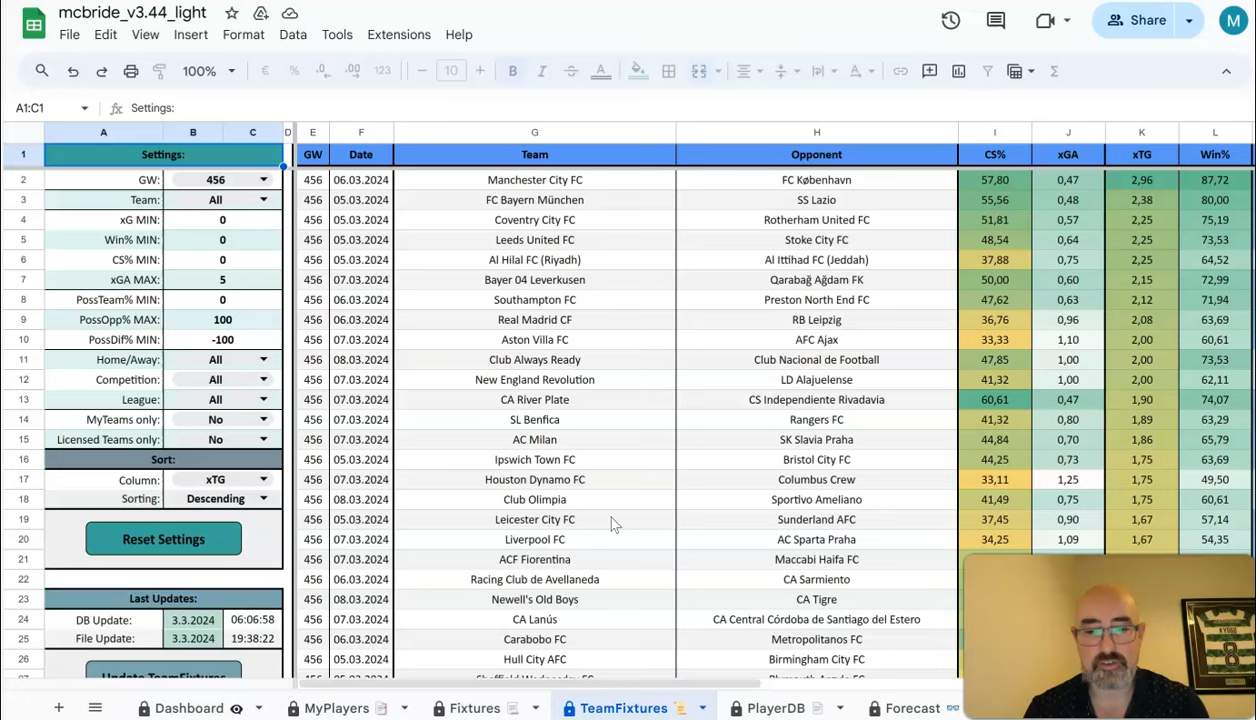 mcbride_v3.44_light
File Edit View Insert Format Data Tools Extensions Help
Share
M
100% € % .0 .00 123 10 B I A A Σ
A1:C1 fx Settings:
A B C D E F G H I J K L
1 Settings: GW Date Team Opponent CS% xGA xTG Win%
2 GW: 456 456 06.03.2024 Manchester City FC FC København 57,80 0,47 2,96 87,72
3 Team: All 456 05.03.2024 FC Bayern München SS Lazio 55,56 0,48 2,38 80,00
4 xG MIN: 0 456 05.03.2024 Coventry City FC Rotherham United FC 51,81 0,57 2,25 75,19
5 Win% MIN: 0 456 05.03.2024 Leeds United FC Stoke City FC 48,54 0,64 2,25 73,53
6 CS% MIN: 0 456 05.03.2024 Al Hilal FC (Riyadh) Al Ittihad FC (Jeddah) 37,88 0,75 2,25 64,52
7 xGA MAX: 5 456 07.03.2024 Bayer 04 Leverkusen Qarabağ Ağdam FK 50,00 0,60 2,15 72,99
8 PossTeam% MIN: 0 456 06.03.2024 Southampton FC Preston North End FC 47,62 0,63 2,12 71,94
9 PossOpp% MAX: 100 456 06.03.2024 Real Madrid CF RB Leipzig 36,76 0,96 2,08 63,69
10 PossDif% MIN: -100 456 07.03.2024 Aston Villa FC AFC Ajax 33,33 1,10 2,00 60,61
11 Home/Away: All 456 08.03.2024 Club Always Ready Club Nacional de Football 47,85 1,00 2,00 73,53
12 Competition: All 456 07.03.2024 New England Revolution LD Alajuelense 41,32 1,00 2,00 62,11
13 League: All 456 07.03.2024 CA River Plate CS Independiente Rivadavia 60,61 0,47 1,90 74,07
14 MyTeams only: No 456 07.03.2024 SL Benfica Rangers FC 41,32 0,80 1,89 63,29
15 Licensed Teams only: No 456 07.03.2024 AC Milan SK Slavia Praha 44,84 0,70 1,86 65,79
16 Sort: 456 05.03.2024 Ipswich Town FC Bristol City FC 44,25 0,73 1,75 63,69
17 Column: xTG 456 07.03.2024 Houston Dynamo FC Columbus Crew 33,11 1,25 1,75 49,50
18 Sorting: Descending 456 08.03.2024 Club Olimpia Sportivo Ameliano 41,49 0,75 1,75 60,61
19 456 05.03.2024 Leicester City FC Sunderland AFC 37,45 0,90 1,67 57,14
20 Reset Settings 456 07.03.2024 Liverpool FC AC Sparta Praha 34,25 1,09 1,67 54,35
21 456 07.03.2024 ACF Fiorentina Maccabi Haifa FC
22 456 06.03.2024 Racing Club de Avellaneda CA Sarmiento
23 Last Updates: 456 08.03.2024 Newell's Old Boys CA Tigre
24 DB Update: 3.3.2024 06:06:58 456 07.03.2024 CA Lanús CA Central Córdoba de Santiago del Estero
25 File Update: 3.3.2024 19:38:22 456 06.03.2024 Carabobo FC Metropolitanos FC
26 456 05.03.2024 Hull City AFC Birmingham City FC
Update TeamFixtures
KYOGO
8
Dashboard MyPlayers Fixtures TeamFixtures PlayerDB Forecast